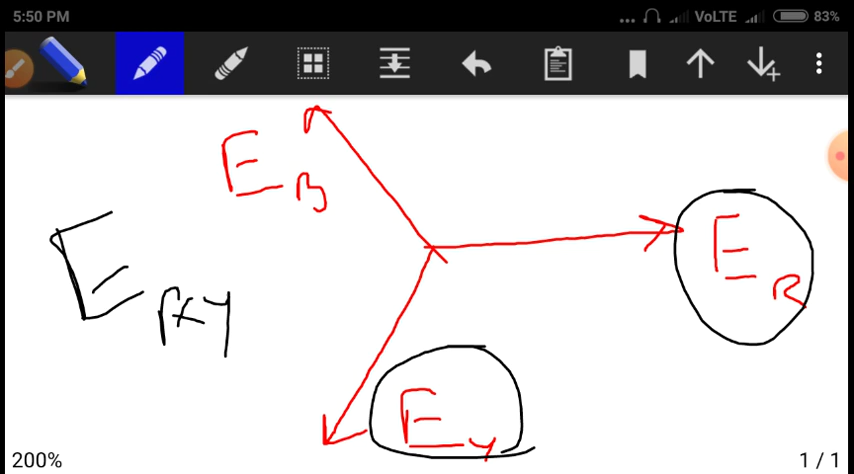 5:50 PM ... VoLTE 83%
E_B
E_R
E_RY
E_Y
200% 1 / 1